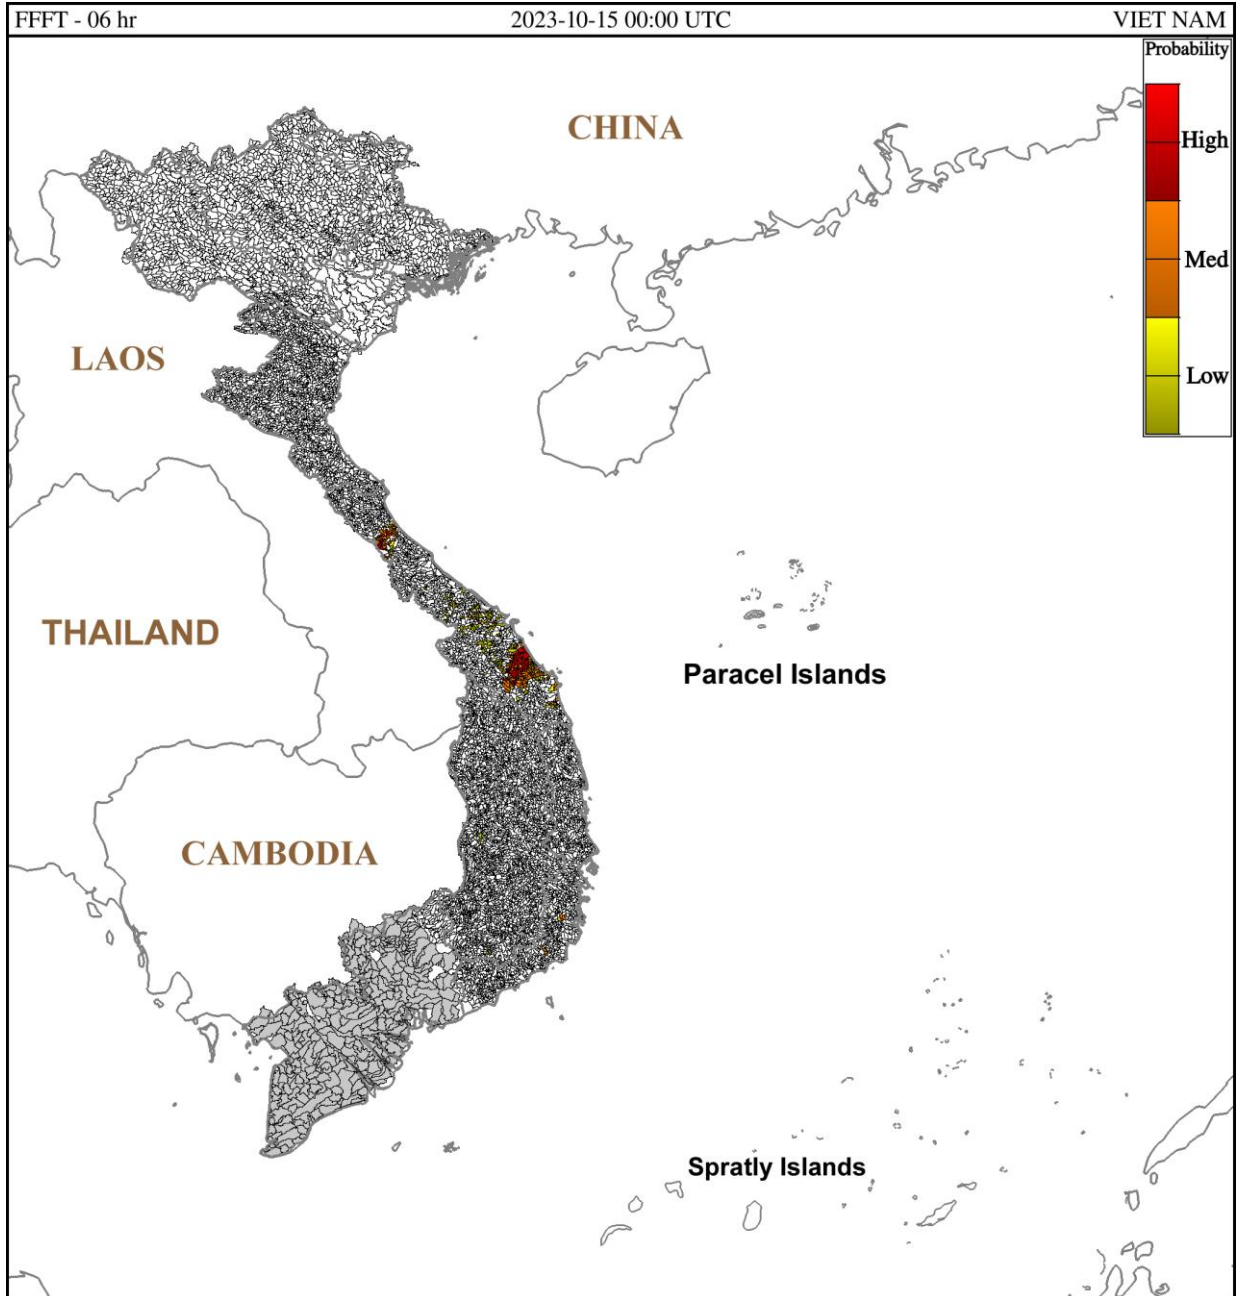 FFFT - 06 hr
2023-10-15 00:00 UTC
VIET NAM
Probability
High
Med
Low
CHINA
LAOS
THAILAND
Paracel Islands
CAMBODIA
Spratly Islands